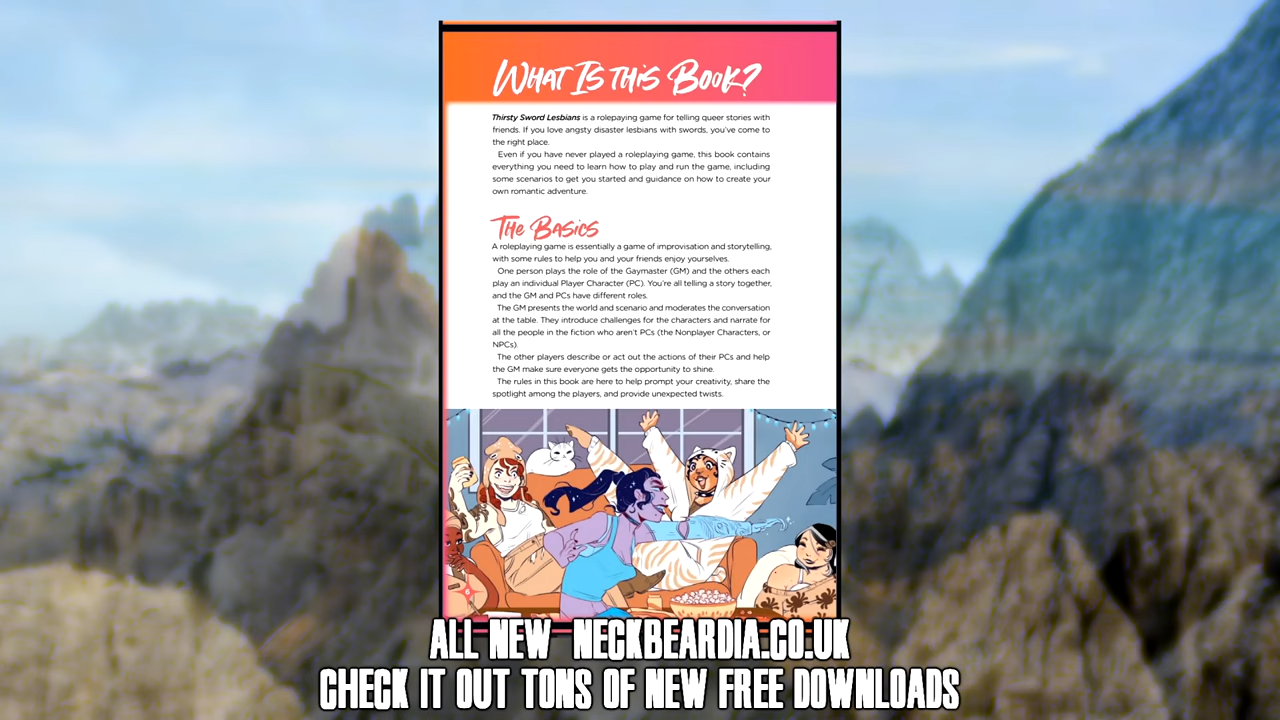 What Is this Book?
Thirsty Sword Lesbians is a rolepaying game for telling queer stories with
friends. If you love angsty disaster lesbians with swords, you've come to
the right place.
Even if you have never played a roleplaying game, this book contains
everything you need to learn how to play and run the game, including
some scenarios to get you started and guidance on how to create your
own romantic adventure.
The Basics
A roleplaying game is essentially a game of improvisation and storytelling,
with some rules to help you and your friends enjoy yourselves.
One person plays the role of the Gaymaster (GM) and the others each
play an individual Player Character (PC). You're all telling a story together,
and the GM and PCs have different roles.
The GM presents the world and scenario and moderates the conversation
at the table. They introduce challenges for the characters and narrate for
all the people in the fiction who aren't PCs (the Nonplayer Characters, or
NPCs).
The other players describe or act out the actions of their PCs and help
the GM make sure everyone gets the opportunity to shine.
The rules in this book are here to help prompt your creativity, share the
spotlight among the players, and provide unexpected twists.
6
ALL NEW NECKBEARDIA.CO.UK
CHECK IT OUT TONS OF NEW FREE DOWNLOADS